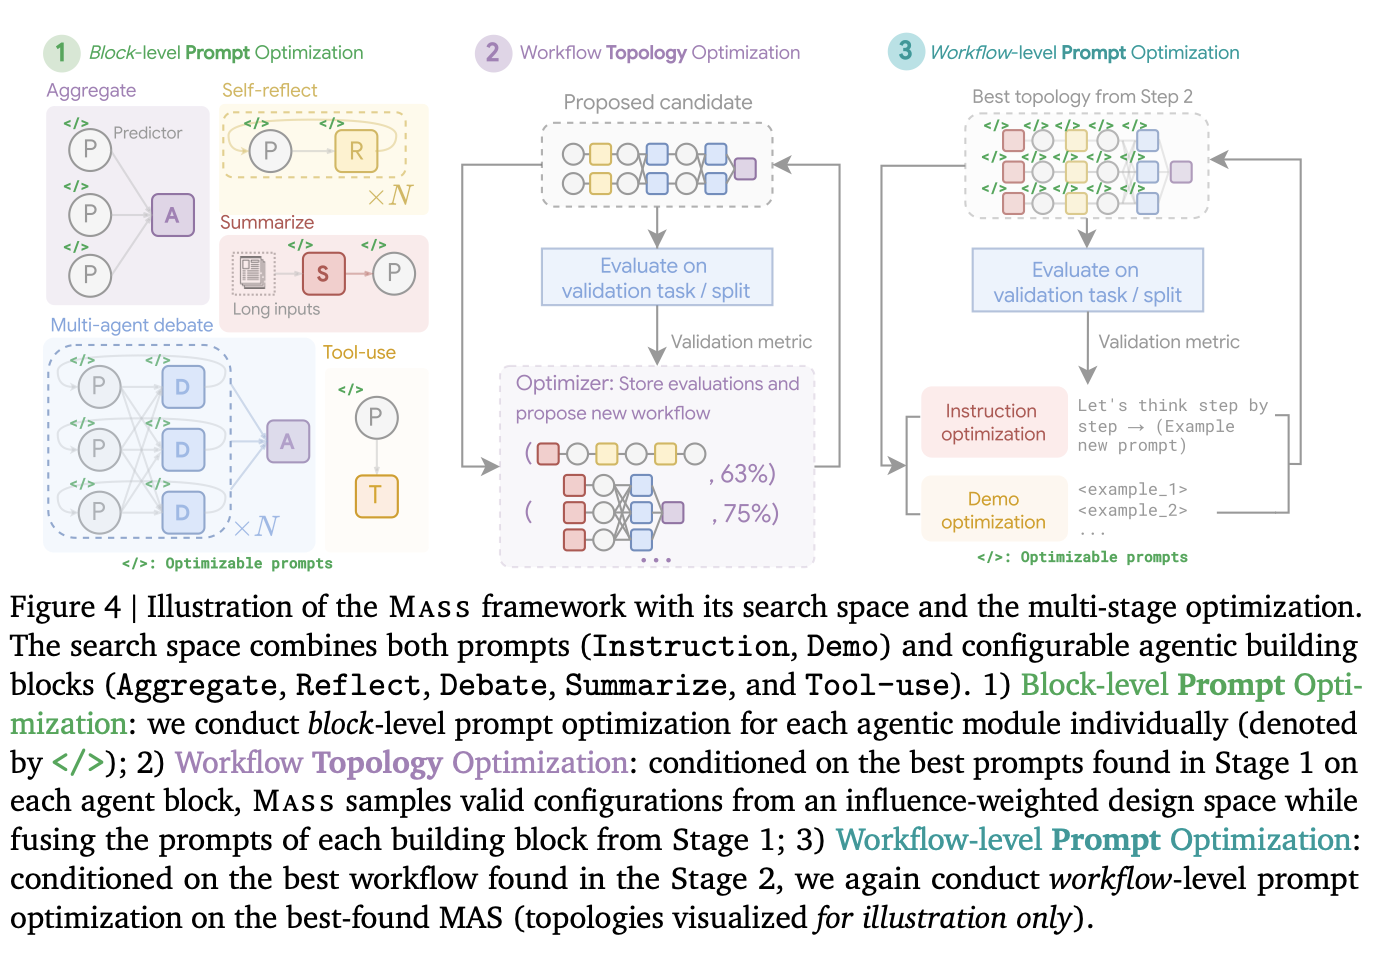 1 Block-level Prompt Optimization
Aggregate
</>
P
Predictor
</>
P
A
</>
P
Self-reflect
</>
</>
P
R
×N
Summarize
</>
</>
S
P
Long inputs
Multi-agent debate
</>
</>
P
D
</>
</>
P
D
A
</>
</>
P
D
×N
Tool-use
</>
P
T
</>: Optimizable prompts
2 Workflow Topology Optimization
Proposed candidate
Evaluate on
validation task / split
Validation metric
Optimizer: Store evaluations and
propose new workflow
(
, 63%)
(
, 75%)
...
3 Workflow-level Prompt Optimization
Best topology from Step 2
</> </> </> </> </>
</> </> </> </> </>
</> </> </> </> </>
Evaluate on
validation task / split
Validation metric
Instruction
optimization
Let's think step by
step → (Example
new prompt)
Demo
optimization
<example_1>
<example_2>
...
</>: Optimizable prompts
Figure 4 | Illustration of the MASS framework with its search space and the multi-stage optimization.
The search space combines both prompts (Instruction, Demo) and configurable agentic building
blocks (Aggregate, Reflect, Debate, Summarize, and Tool-use). 1) Block-level Prompt Opti-
mization: we conduct block-level prompt optimization for each agentic module individually (denoted
by </>); 2) Workflow Topology Optimization: conditioned on the best prompts found in Stage 1 on
each agent block, MASS samples valid configurations from an influence-weighted design space while
fusing the prompts of each building block from Stage 1; 3) Workflow-level Prompt Optimization:
conditioned on the best workflow found in the Stage 2, we again conduct workflow-level prompt
optimization on the best-found MAS (topologies visualized for illustration only).